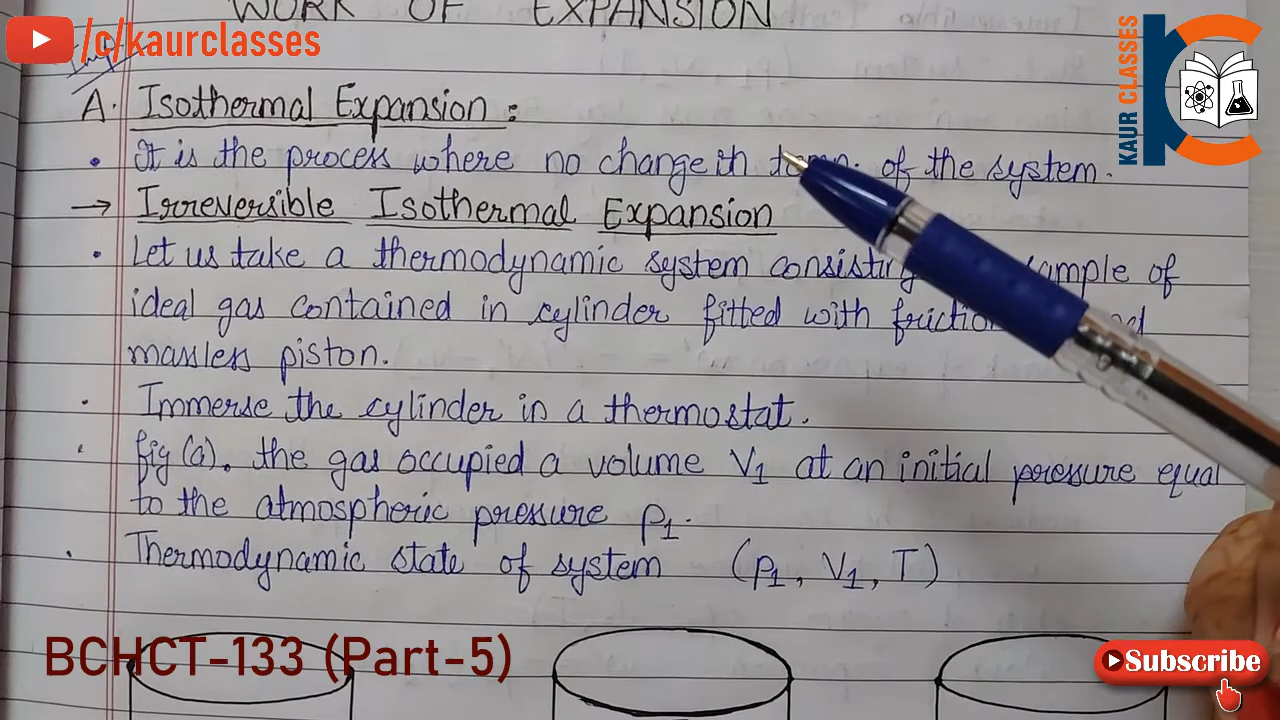 WORK OF EXPANSION
/c/kaurclasses
Imp
KAUR CLASSES
A. Isothermal Expansion :
• It is the process where no change in temp. of the system.
→ Irreversible Isothermal Expansion
• Let us take a thermodynamic system consisting sample of
ideal gas contained in cylinder fitted with
massless piston.
• Immerse the cylinder in a thermostat.
• fig (a). the gas occupied a volume V1 at an initial pressure equal
to the atmospheric pressure p1.
• Thermodynamic state of system (p1, V1, T)
BCHCT-133 (Part-5)
Subscribe